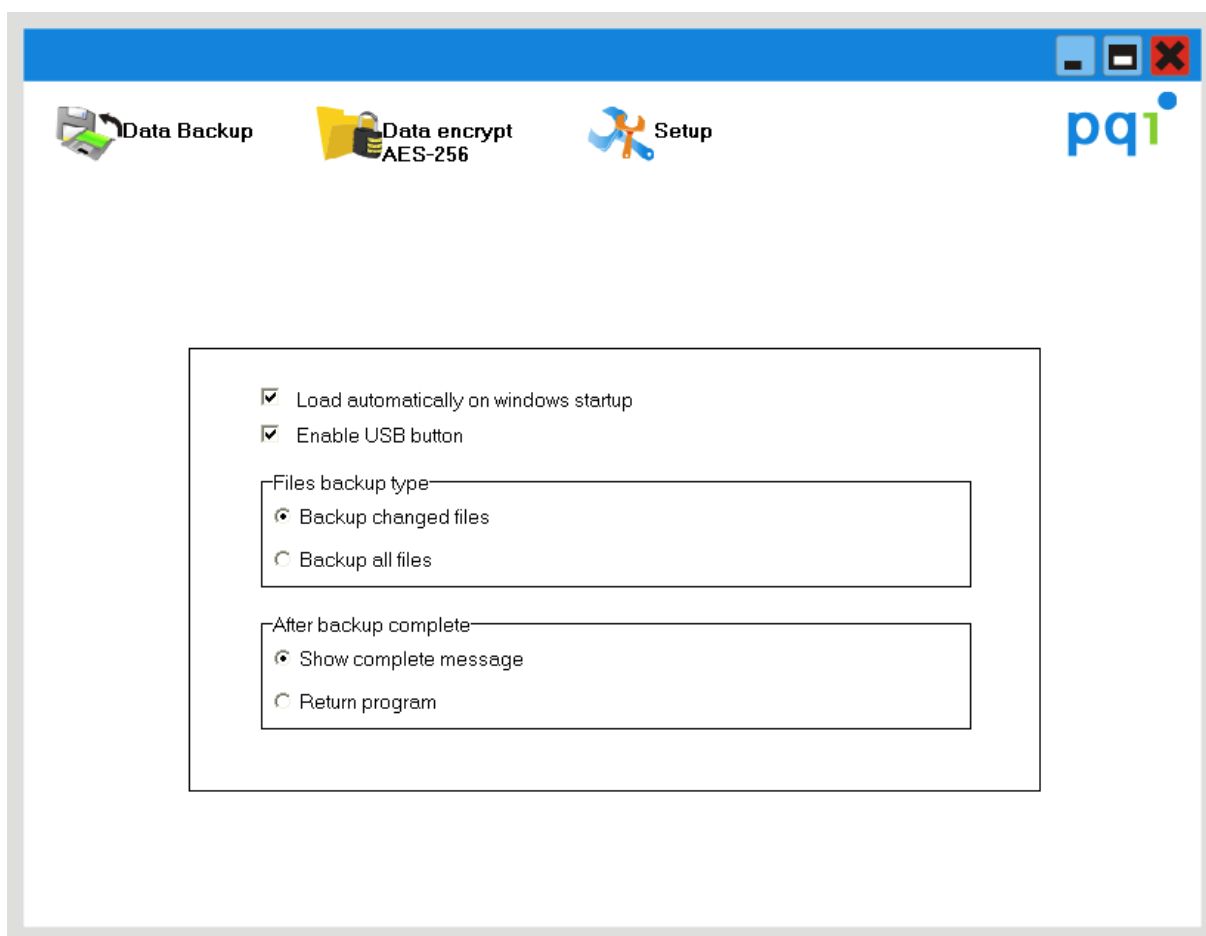 Data Backup
Data encrypt
AES-256
Setup
pqi
Load automatically on windows startup
Enable USB button
Files backup type
Backup changed files
Backup all files
After backup complete
Show complete message
Return program